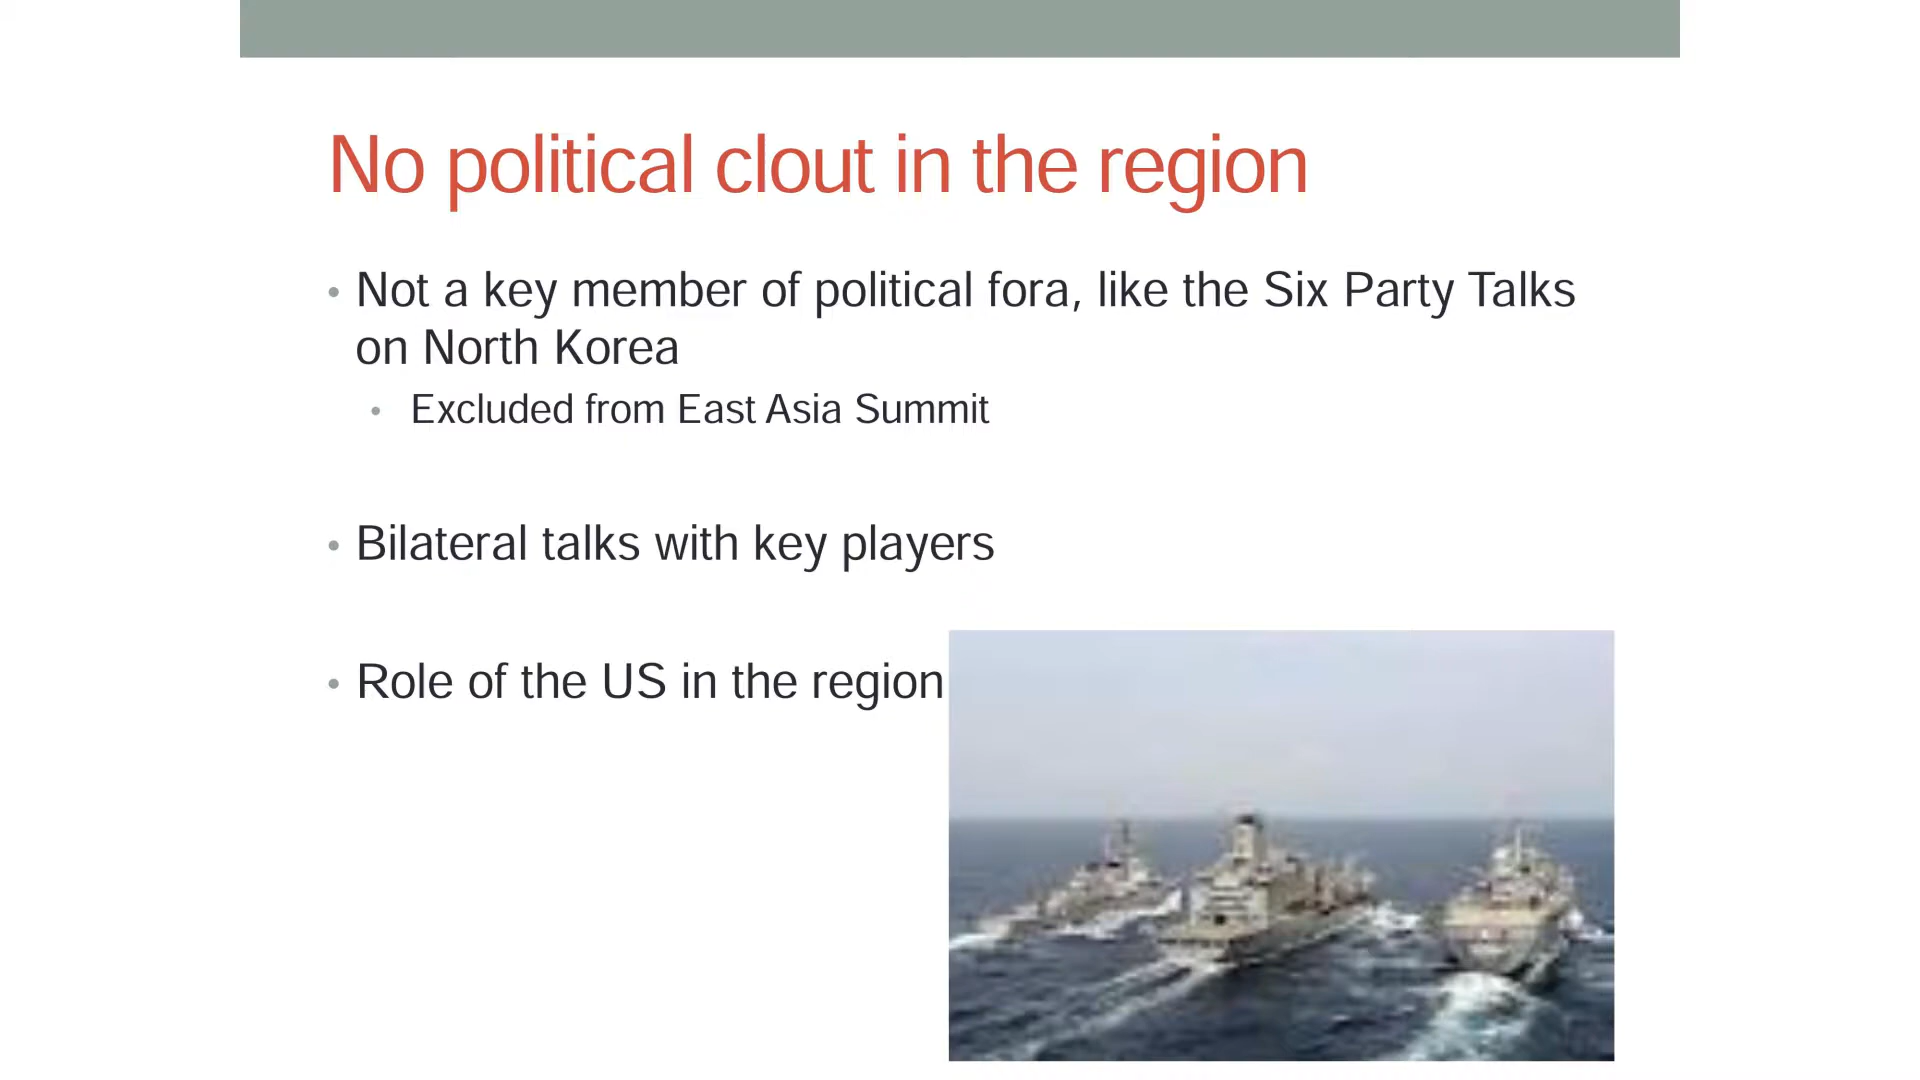 No political clout in the region
• Not a key member of political fora, like the Six Party Talks
on North Korea
• Excluded from East Asia Summit
• Bilateral talks with key players
• Role of the US in the region